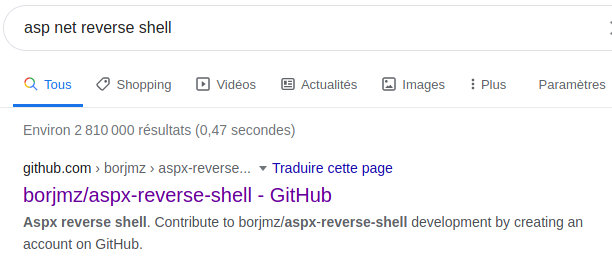 asp net reverse shell
Tous Shopping Vidéos Actualités Images Plus Paramètres
Environ 2 810 000 résultats (0,47 secondes)
github.com › borjmz › aspx-reverse... Traduire cette page
borjmz/aspx-reverse-shell - GitHub
Aspx reverse shell. Contribute to borjmz/aspx-reverse-shell development by creating an
account on GitHub.